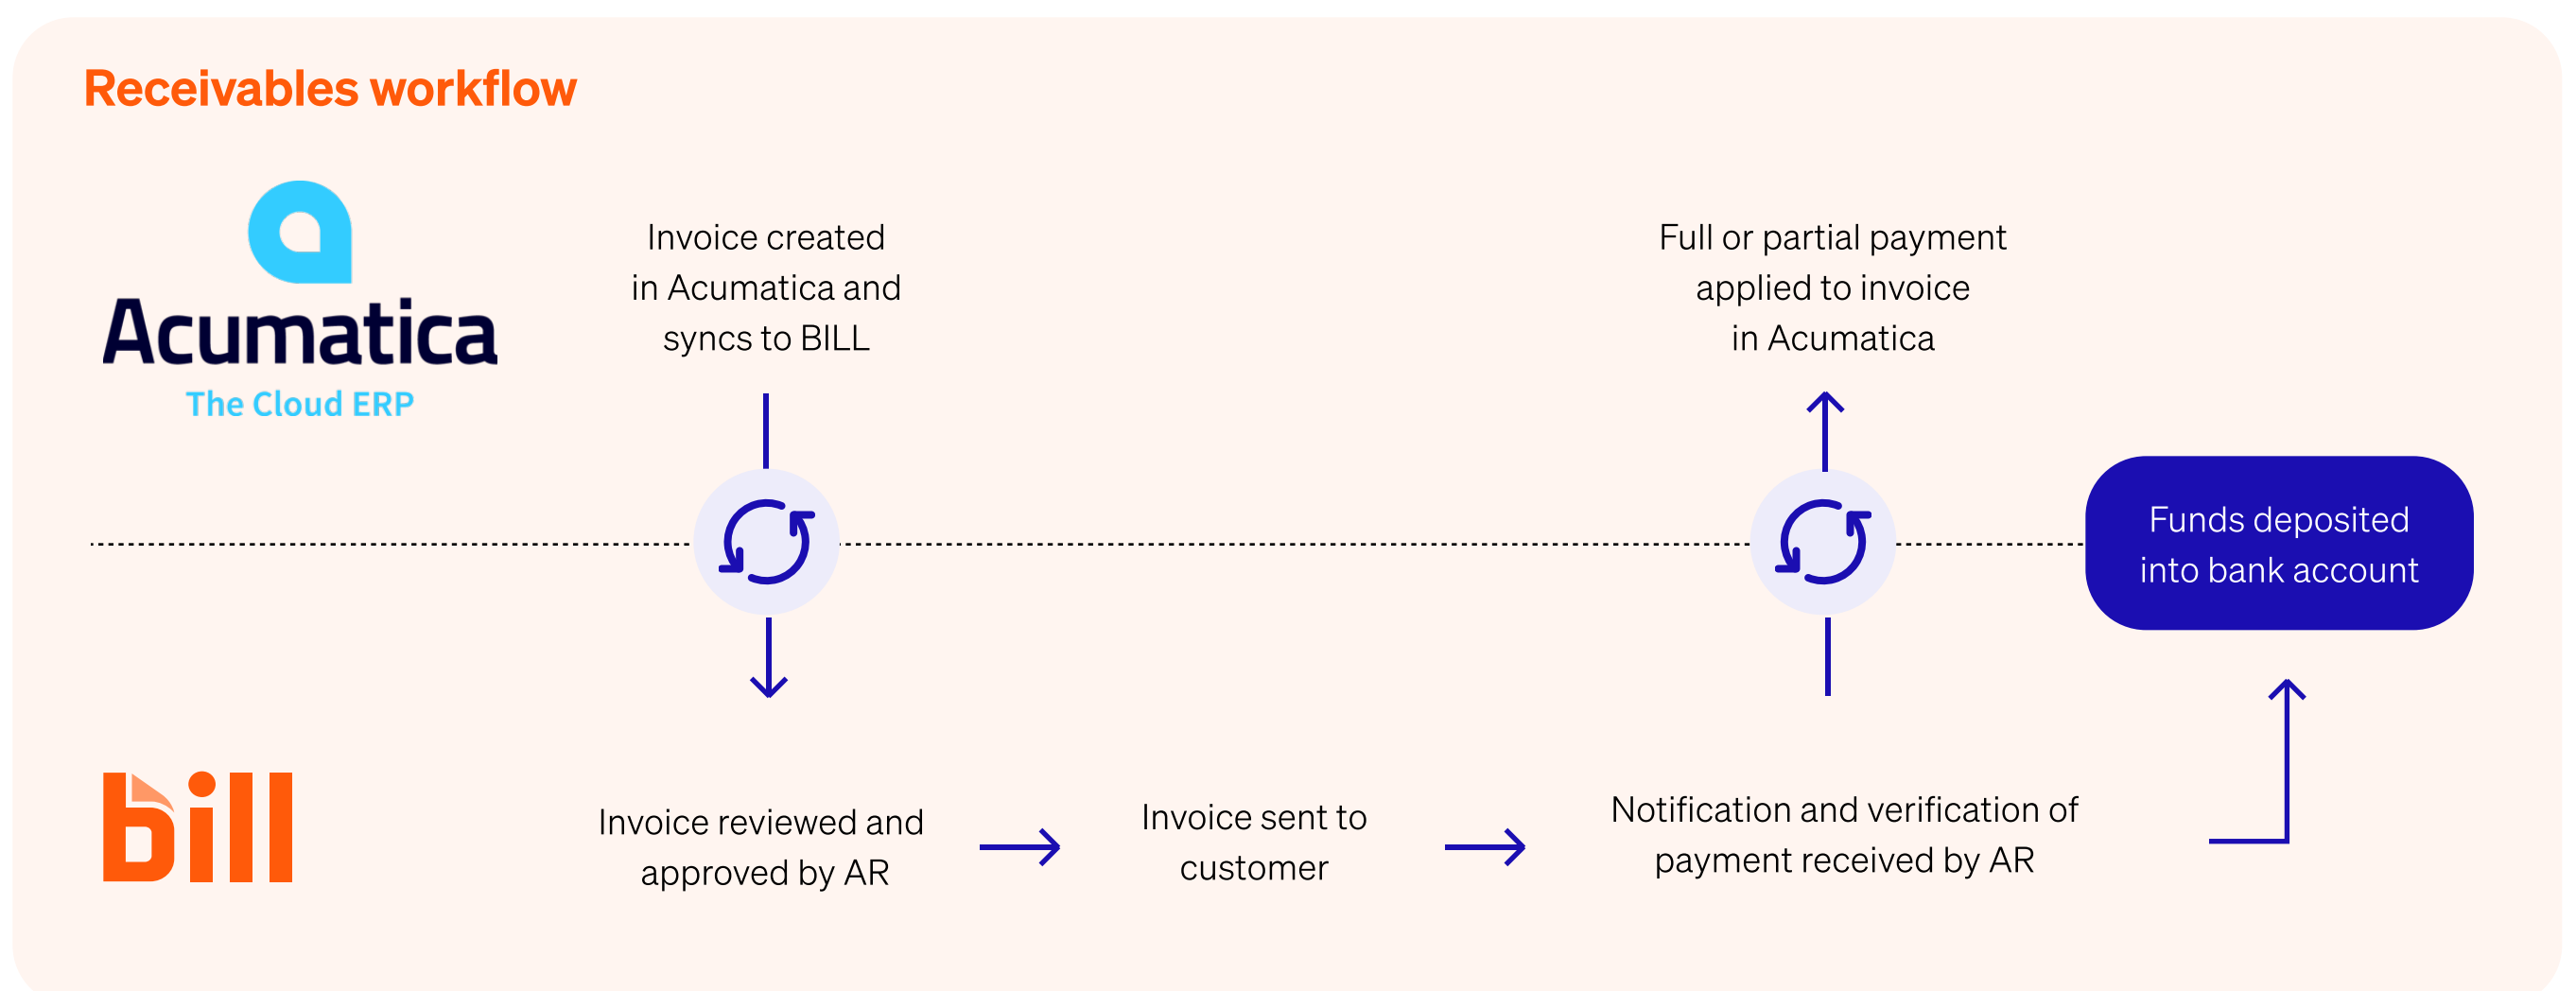 Receivables workflow
Acumatica
The Cloud ERP
Invoice created
in Acumatica and
syncs to BILL
Full or partial payment
applied to invoice
in Acumatica
Funds deposited
into bank account
bill
Invoice reviewed and
approved by AR
Invoice sent to
customer
Notification and verification of
payment received by AR